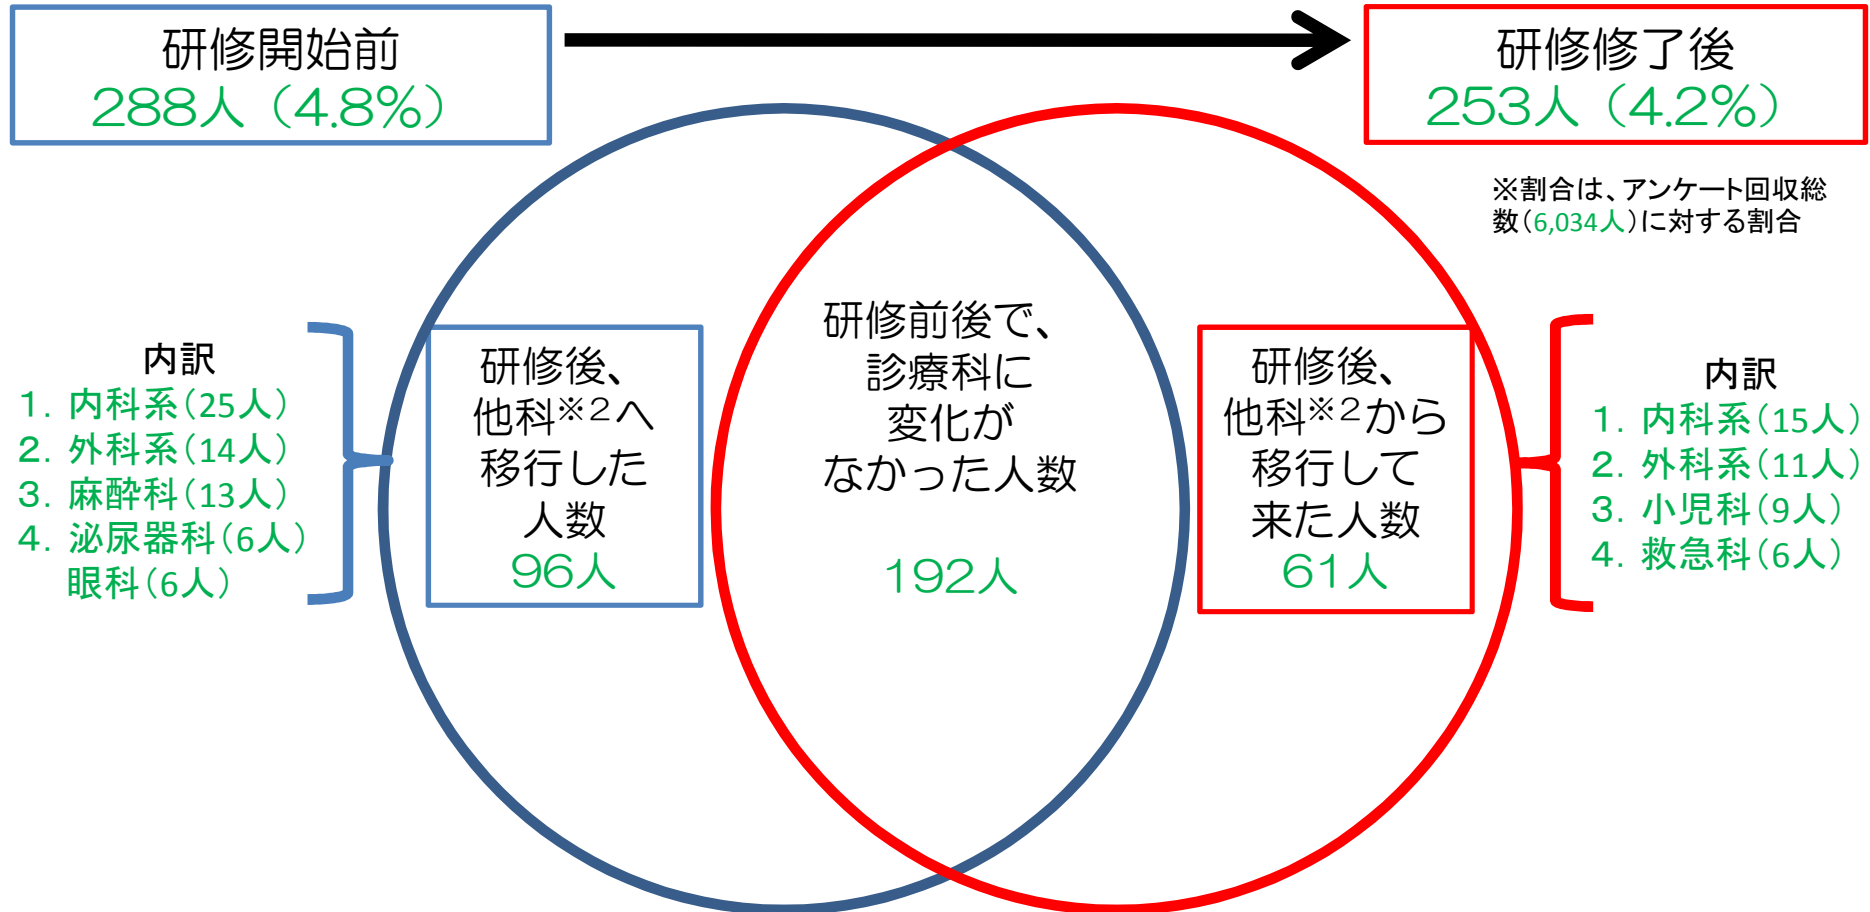 研修開始前
288人（4.8%）
研修修了後
253人（4.2%）
※割合は、アンケート回収総
数（6,034人）に対する割合
内訳
1. 内科系（25人）
2. 外科系（14人）
3. 麻酔科（13人）
4. 泌尿器科（6人）
眼科（6人）
研修後、
他科※2へ
移行した
人数
96人
研修前後で、
診療科に
変化が
なかった人数
192人
研修後、
他科※2から
移行して
来た人数
61人
内訳
1. 内科系（15人）
2. 外科系（11人）
3. 小児科（9人）
4. 救急科（6人）